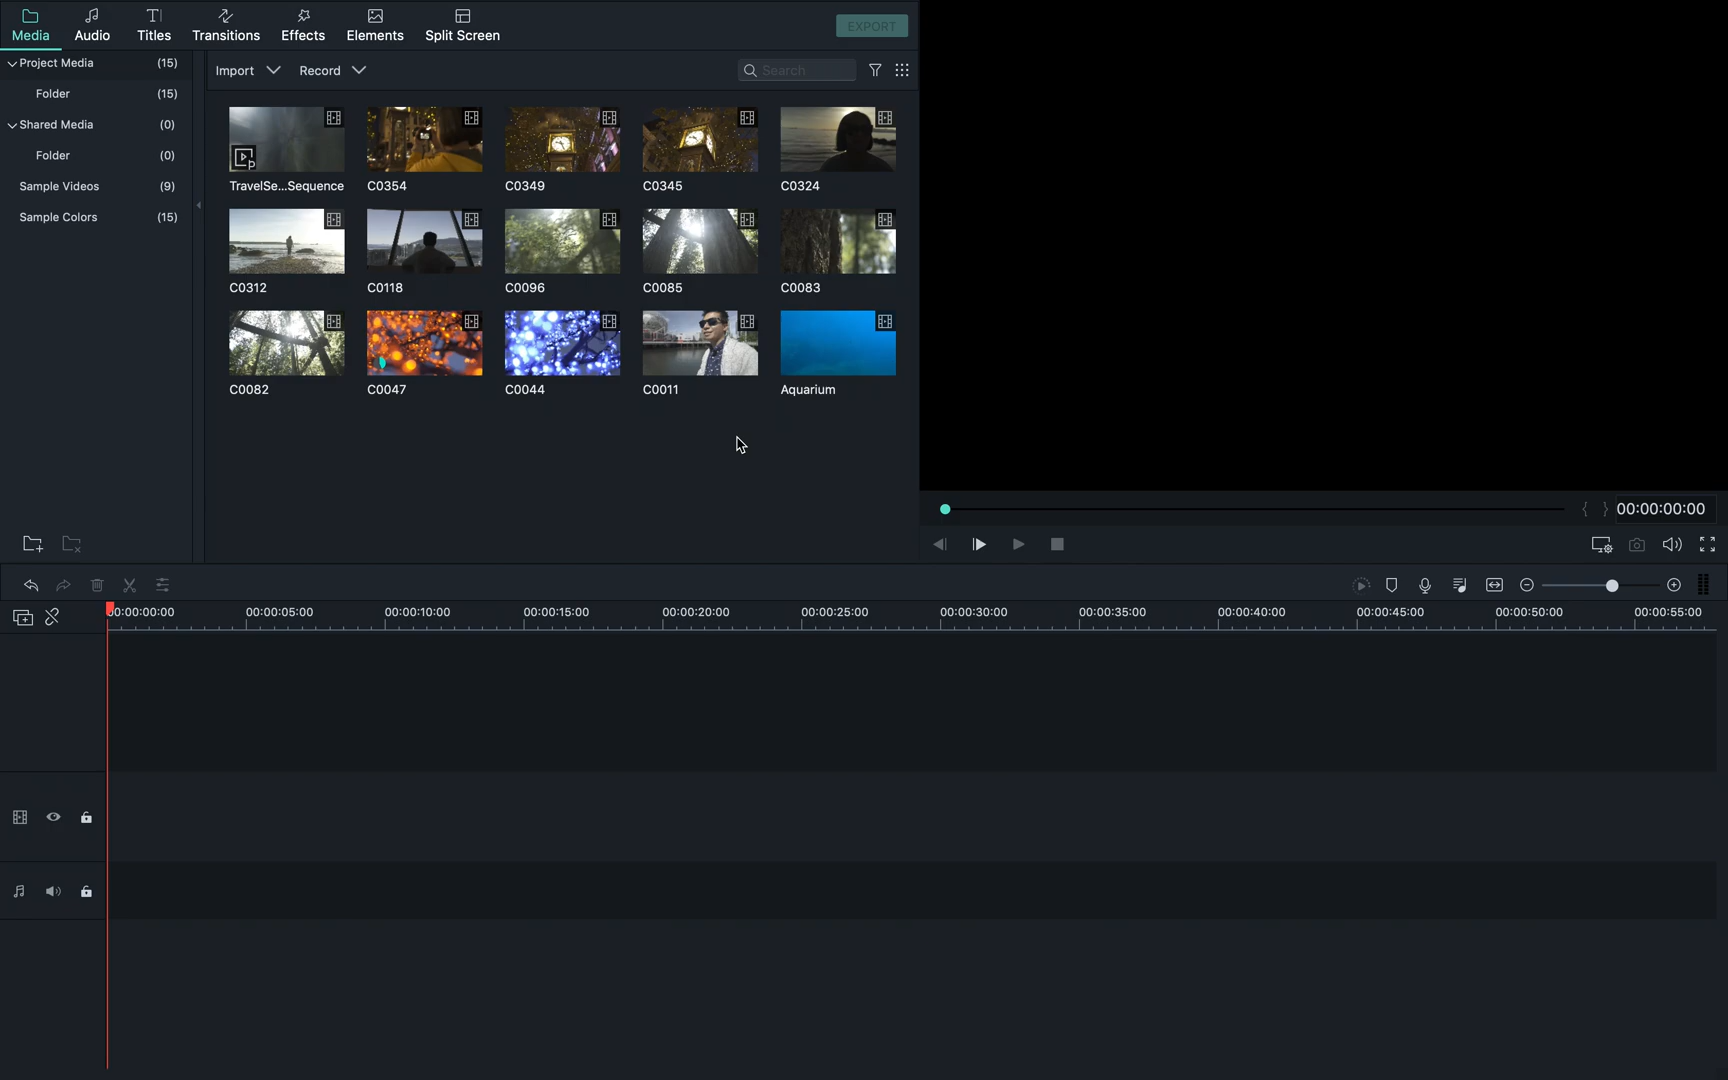 Media Audio Titles Transitions Effects Elements Split Screen EXPORT
Project Media (15)
Folder (15)
Shared Media (0)
Folder (0)
Sample Videos (9)
Sample Colors (15)
Import Record Search
TravelSe...Sequence C0354 C0349 C0345 C0324
C0312 C0118 C0096 C0085 C0083
C0082 C0047 C0044 C0011 Aquarium
{ } 00:00:00:00
00:00:00:00 00:00:05:00 00:00:10:00 00:00:15:00 00:00:20:00 00:00:25:00 00:00:30:00 00:00:35:00 00:00:40:00 00:00:45:00 00:00:50:00 00:00:55:00